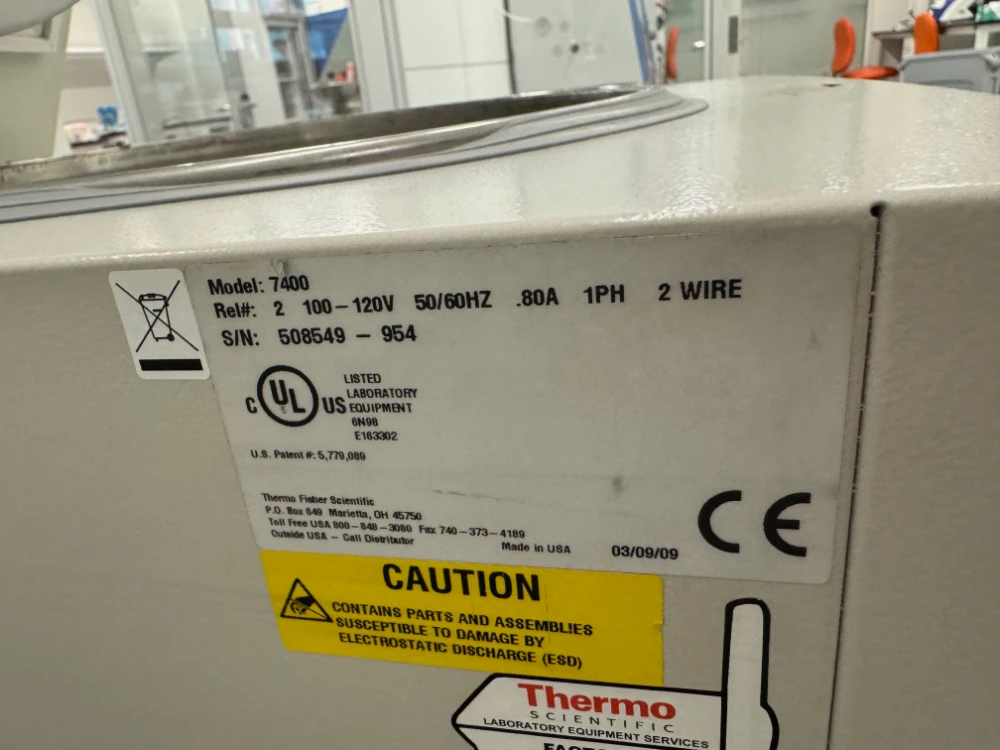 Model: 7400
Rel#: 2 100-120V 50/60HZ .80A 1PH 2 WIRE
S/N: 508549 - 954
C UL US
LISTED
LABORATORY
EQUIPMENT
6N98
E163302
U.S. Patent #: 5,779,089
Thermo Fisher Scientific
P.O. Box 649 Marietta, OH 45750
Toll Free USA 800-848-3080 Fax 740-373-4189
Outside USA - Call Distributor
Made in USA 03/09/09
CE
CAUTION
CONTAINS PARTS AND ASSEMBLIES
SUSCEPTIBLE TO DAMAGE BY
ELECTROSTATIC DISCHARGE (ESD)
Thermo
SCIENTIFIC
LABORATORY EQUIPMENT SERVICES